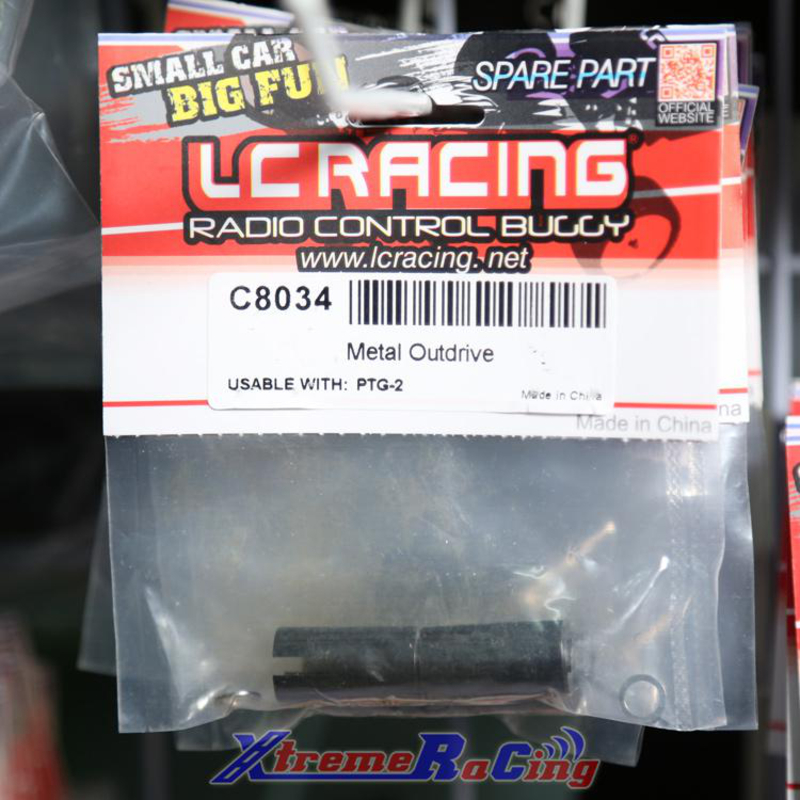 SMALL CAR
BIG FUN
SPARE PART
OFFICIAL
WEBSITE
LC RACING
RADIO CONTROL BUGGY
www.lcracing.net
C8034
Metal Outdrive
USABLE WITH: PTG-2
Made in China
Made in China
na
XtremeRaCing